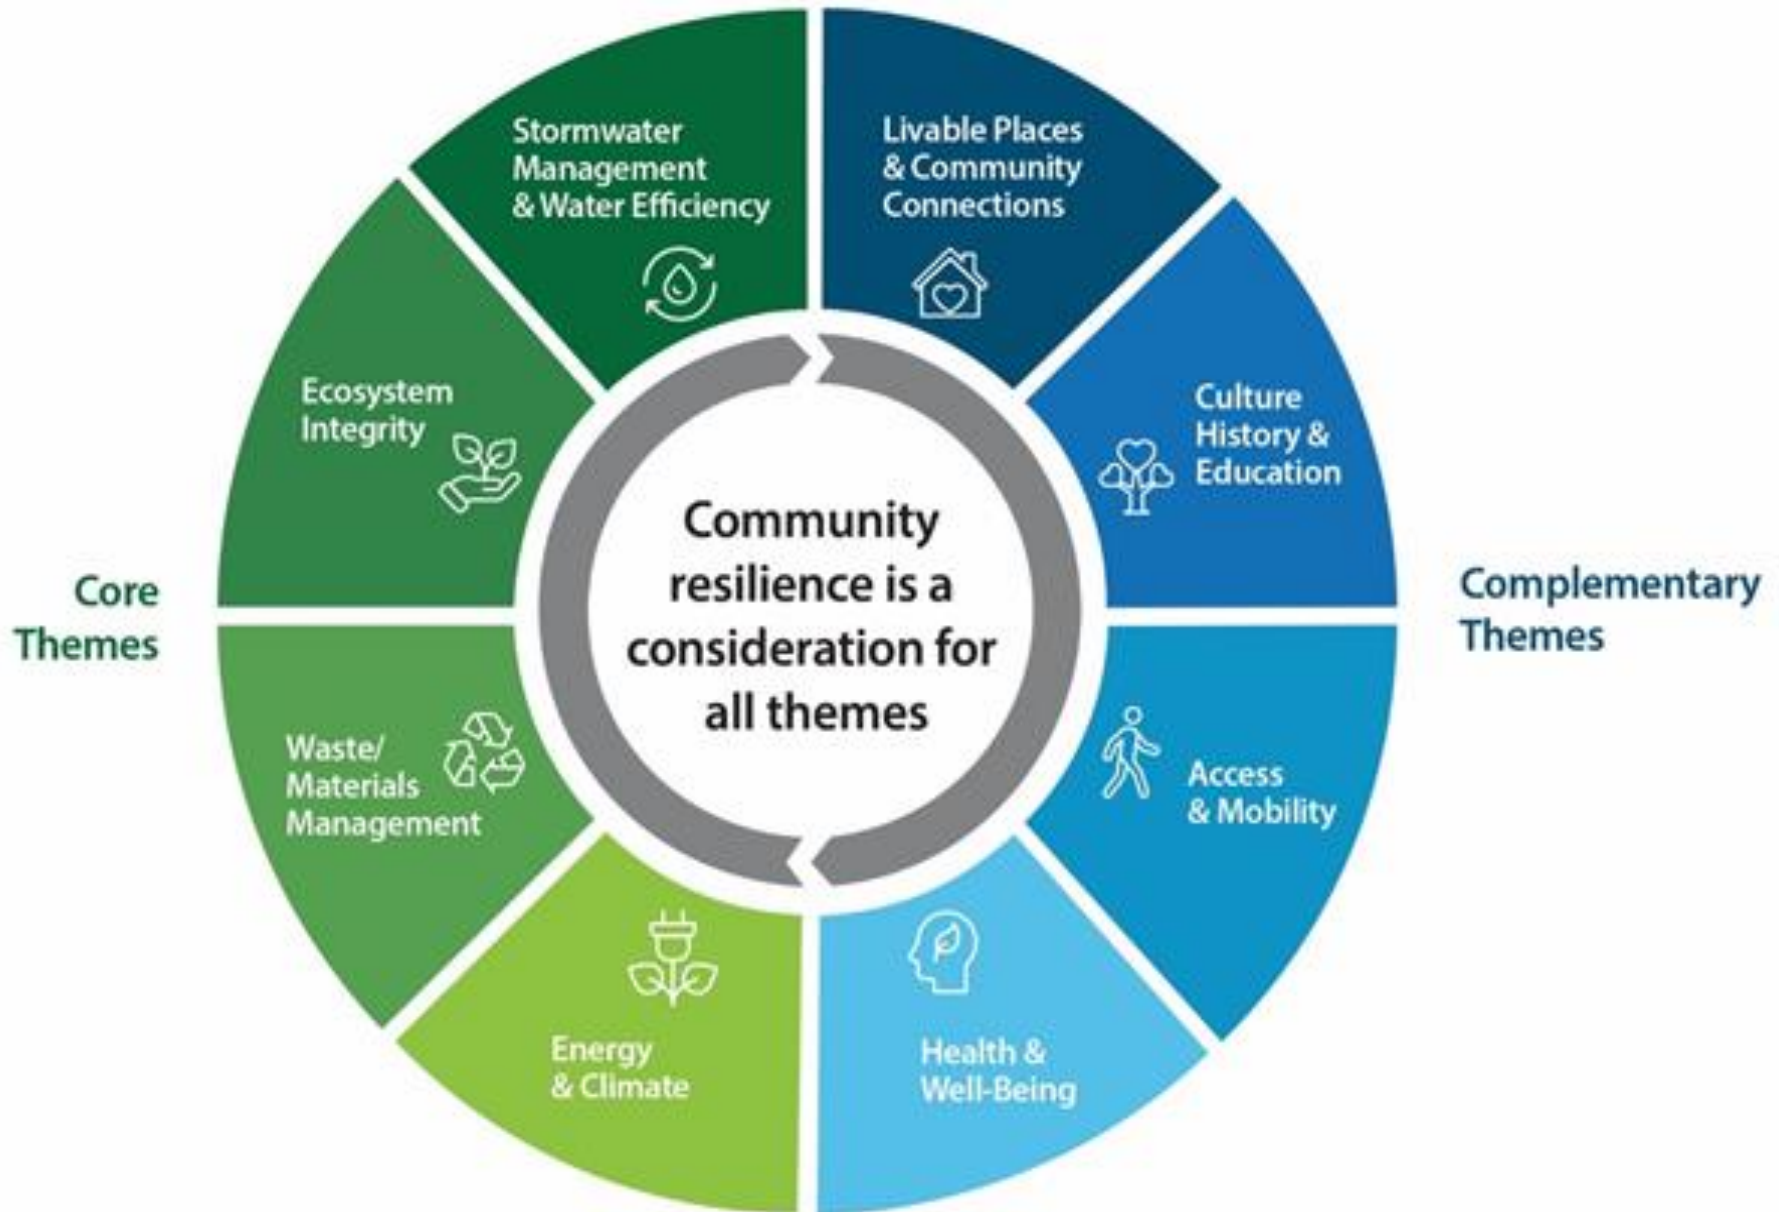 Stormwater
Management
& Water Efficiency
Livable Places
& Community
Connections
Ecosystem
Integrity
Culture
History &
Education
Core
Themes
Community
resilience is a
consideration for
all themes
Complementary
Themes
Waste/
Materials
Management
Access
& Mobility
Energy
& Climate
Health &
Well-Being